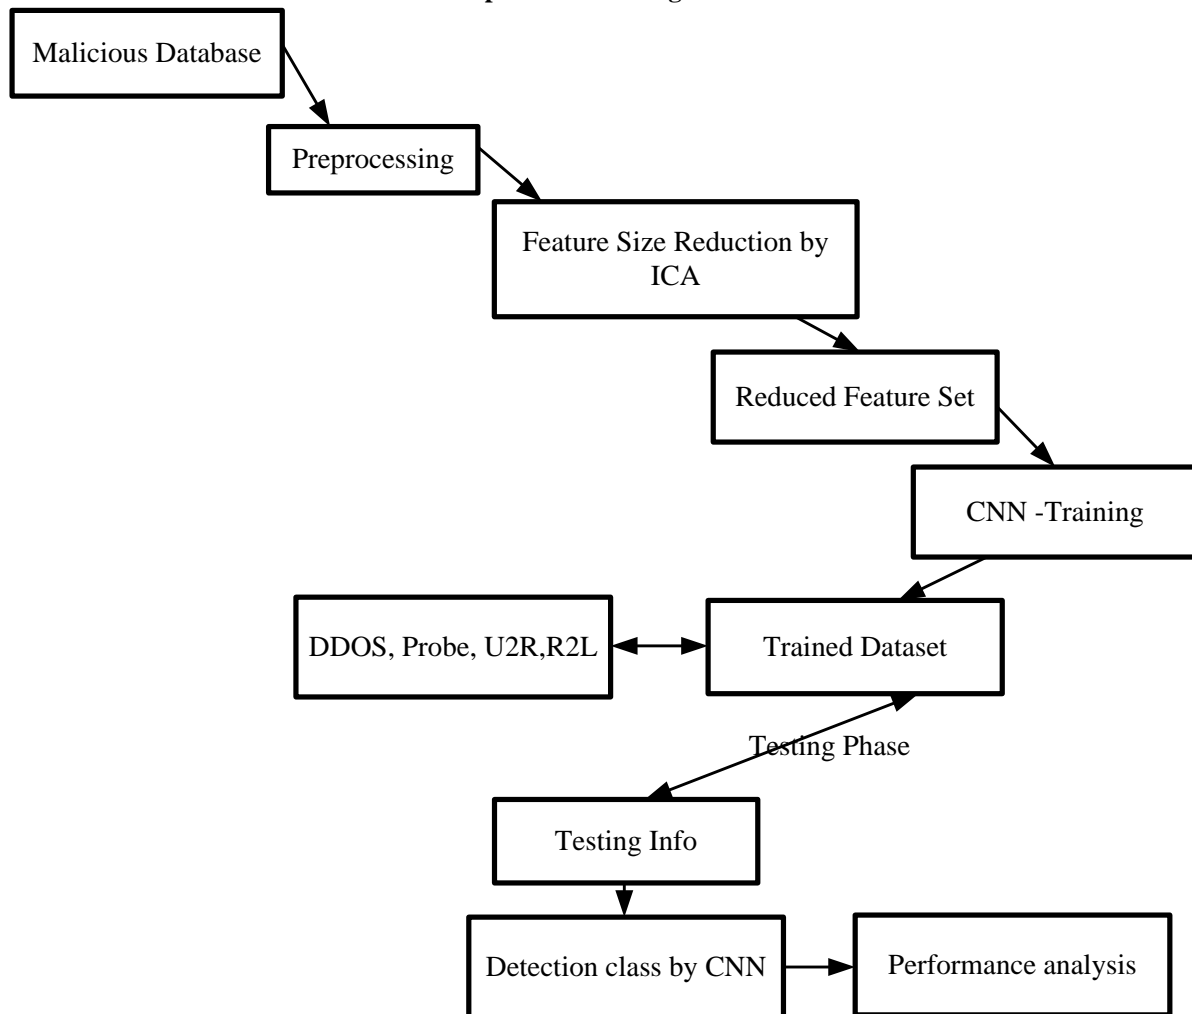 Malicious Database
Preprocessing
Feature Size Reduction by
ICA
Reduced Feature Set
CNN -Training
DDOS, Probe, U2R,R2L
Trained Dataset
Testing Phase
Testing Info
Detection class by CNN
Performance analysis